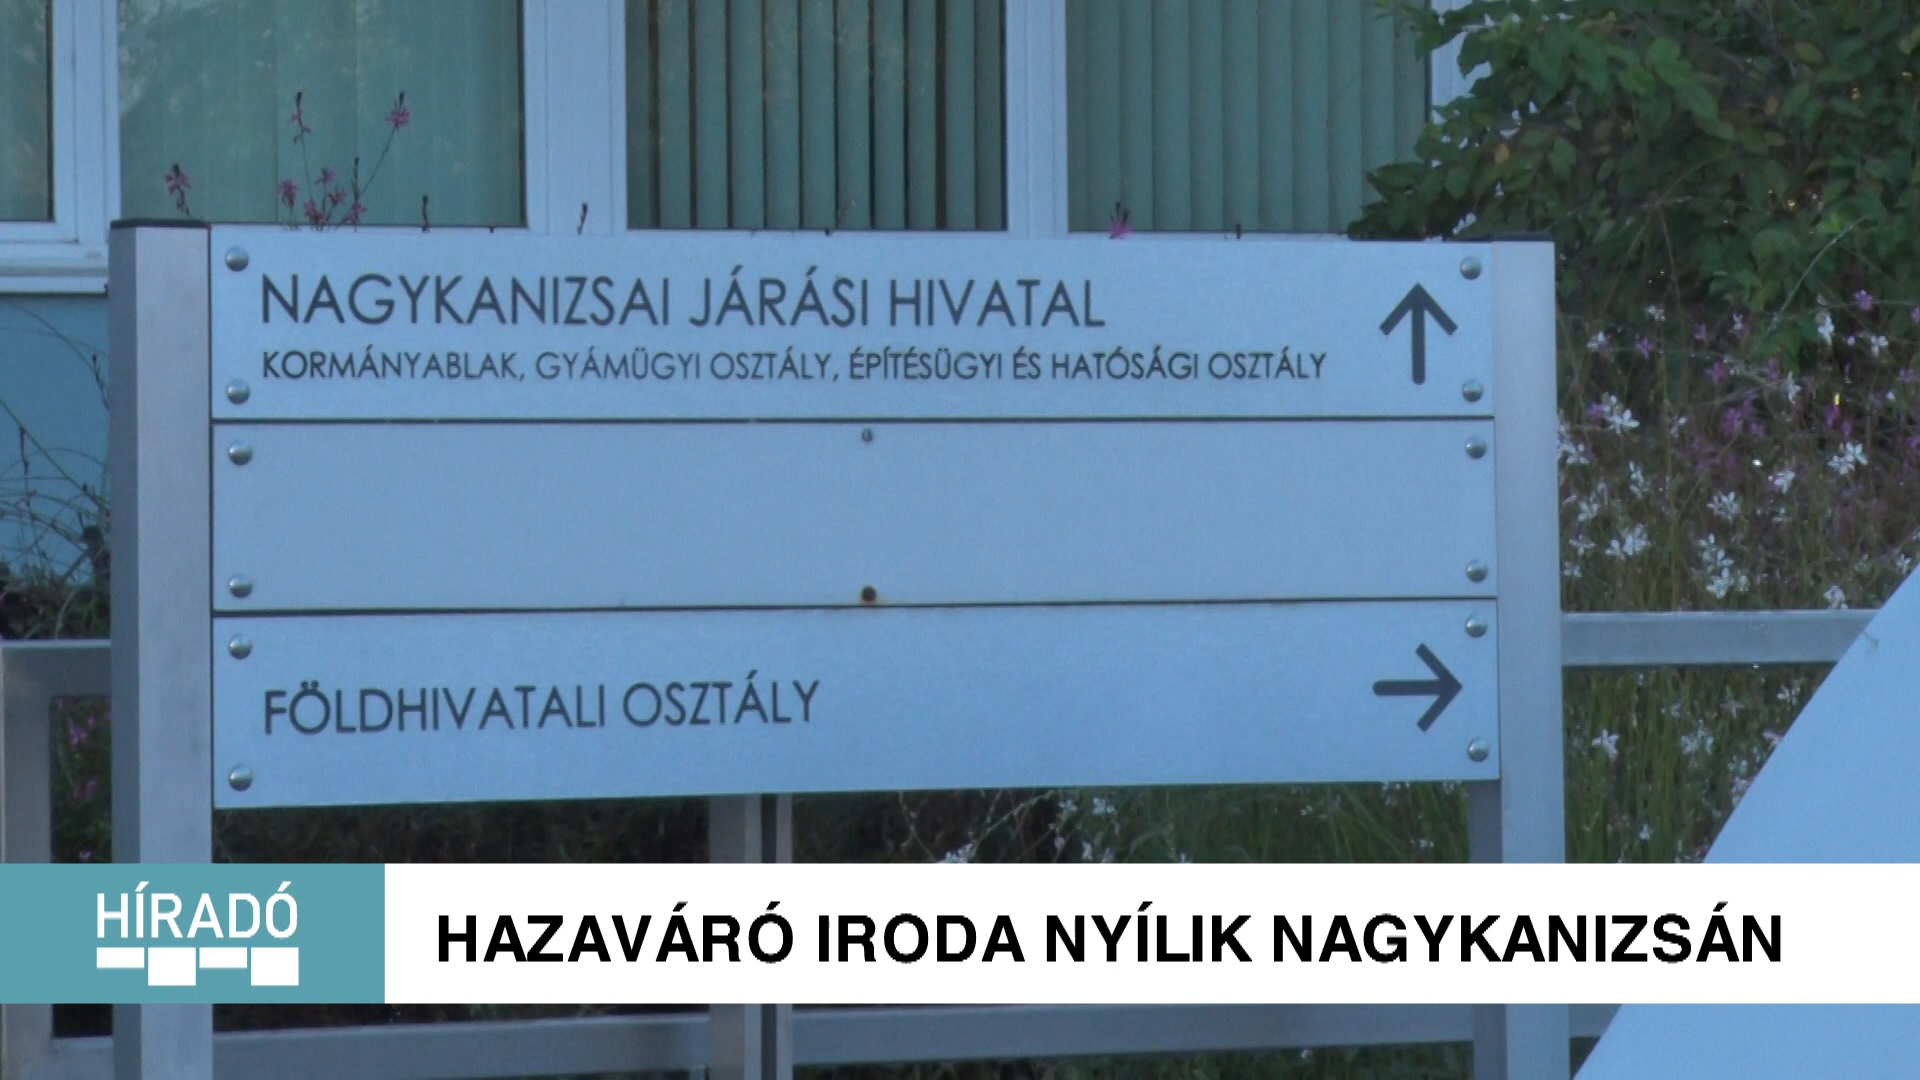 NAGYKANIZSAI JÁRÁSI HIVATAL
KORMÁNYABLAK, GYÁMÜGYI OSZTÁLY, ÉPÍTÉSÜGYI ÉS HATÓSÁGI OSZTÁLY
FÖLDHIVATALI OSZTÁLY
HÍRADÓ
HAZAVÁRÓ IRODA NYÍLIK NAGYKANIZSÁN